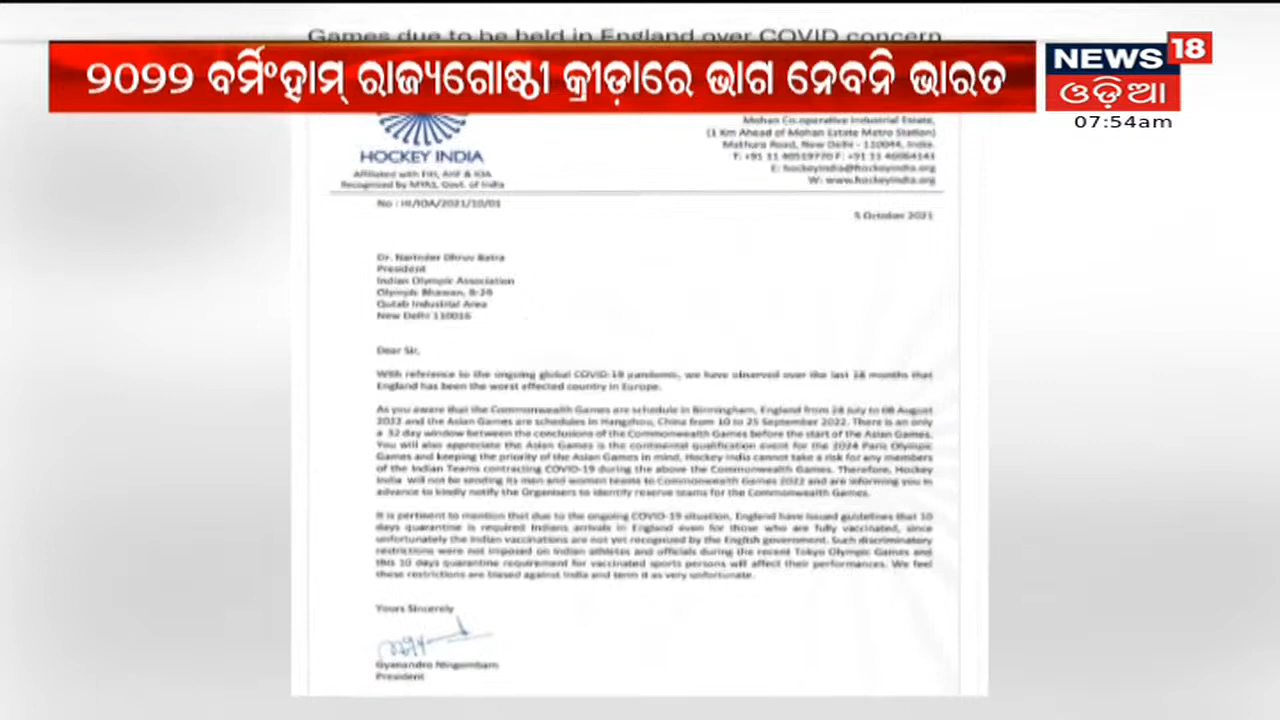 Games due to be held in England over COVID concern
୨୦୨୨ ବର୍ମିଂହାମ୍ ରାଜ୍ୟଗୋଷ୍ଠୀ କ୍ରୀଡ଼ାରେ ଭାଗ ନେବନି ଭାରତ
NEWS 18
ଓଡ଼ିଆ
07:54am
Mohan Co-operative Industrial Estate,
(1 Km Ahead of Mohan Estate Metro Station)
Mathura Road, New Delhi - 110044, India.
E: hockeyindia@hockeyindia.org
W: www.hockeyindia.org
HOCKEY INDIA
Affiliated with FIH, AHF & IOA
Recognised by MYAS, Govt. of India
No : HI/IOA/2021/10/01
5 October 2021
Dr. Narinder Dhruv Batra
President
Indian Olympic Association
Olympic Bhawan, B-29
Qutab Industrial Area
New Delhi 110016
Dear Sir,
With reference to the ongoing global COVID-19 pandemic, we have observed over the last 18 months that
England has been the worst effected country in Europe.
As you aware that the Commonwealth Games are schedule in Birmingham, England from 28 July to 08 August
2022 and the Asian Games are schedules in Hangzhou, China from 10 to 25 September 2022. There is an only
a 32 day window between the conclusions of the Commonwealth Games before the start of the Asian Games.
You will also appreciate the Asian Games is the continental qualification event for the 2024 Paris Olympic
Games and keeping the priority of the Asian Games in mind, Hockey India cannot take a risk for any members
of the Indian Teams contracting COVID-19 during the above the Commonwealth Games. Therefore, Hockey
India will not be sending its men and women teams to Commonwealth Games 2022 and are informing you in
advance to kindly notify the Organisers to identify reserve teams for the Commonwealth Games.
It is pertinent to mention that due to the ongoing COVID-19 situation, England have issued guidelines that 10
days quarantine is required Indians arrivals in England even for those who are fully vaccinated, since
unfortunately the Indian vaccinations are not yet recognized by the English government. Such discriminatory
restrictions were not imposed on Indian athletes and officials during the recent Tokyo Olympic Games and
this 10 days quarantine requirement for vaccinated sports persons will affect their performances. We feel
these restrictions are biased against India and term it as very unfortunate.
Yours Sincerely
Gyanandro Ningombam
President